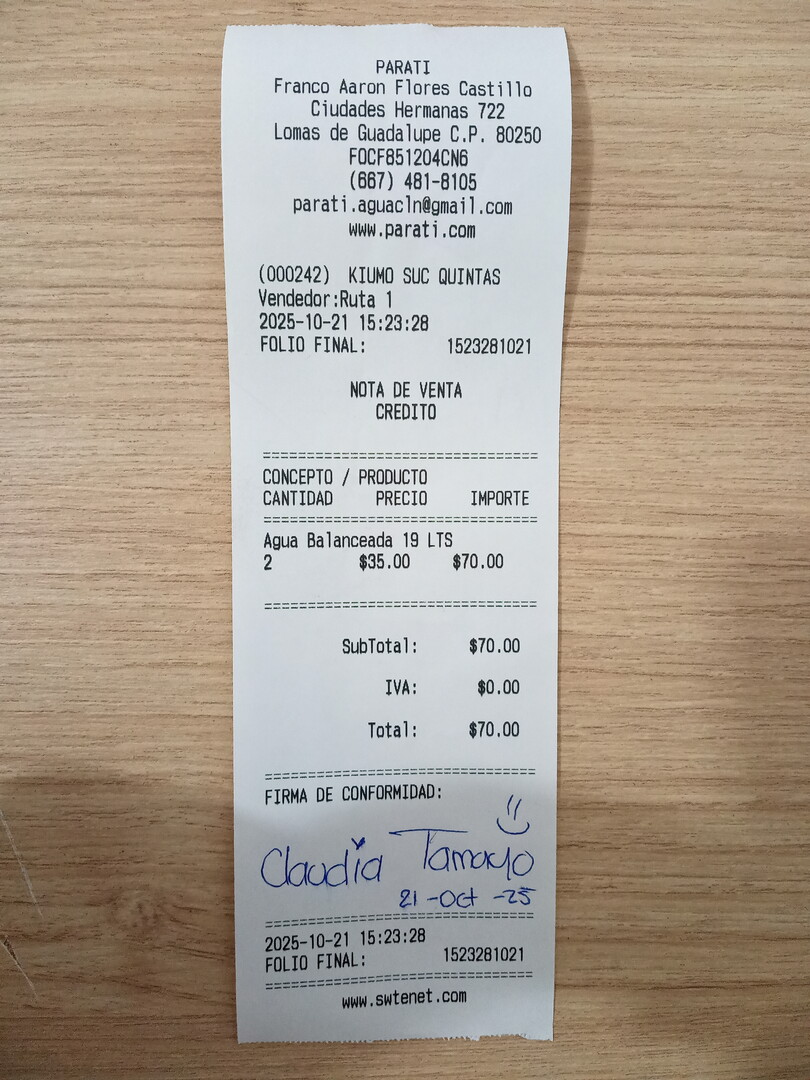 PARATI
Franco Aaron Flores Castillo
Ciudades Hermanas 722
Lomas de Guadalupe C.P. 80250
FOCF851204CN6
(667) 481-8105
parati.aguacln@gmail.com
www.parati.com
(000242) KIUMO SUC QUINTAS
Vendedor:Ruta 1
2025-10-21 15:23:28
FOLIO FINAL: 1523281021
NOTA DE VENTA
CREDITO
================================
CONCEPTO / PRODUCTO
CANTIDAD PRECIO IMPORTE
================================
Agua Balanceada 19 LTS
2 $35.00 $70.00
================================
SubTotal: $70.00
IVA: $0.00
Total: $70.00
================================
FIRMA DE CONFORMIDAD:
Claudia Tamayo
21-Oct-25
================================
2025-10-21 15:23:28
FOLIO FINAL: 1523281021
================================
www.swtenet.com